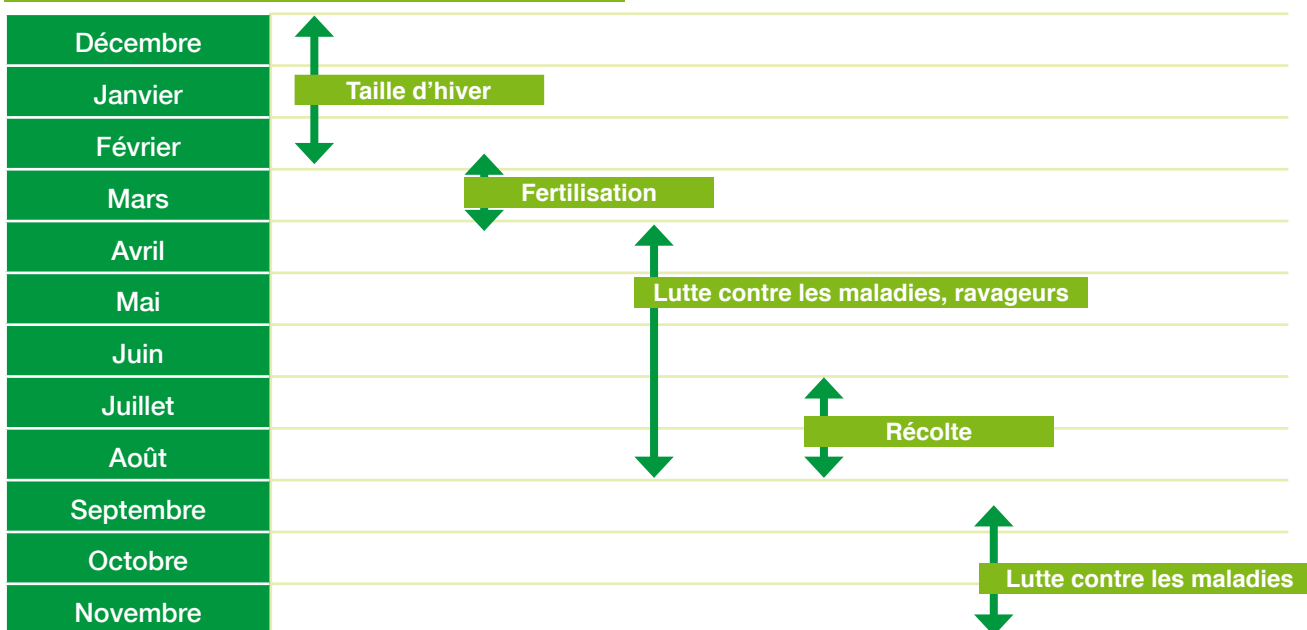 Décembre
Janvier
Taille d’hiver
Février
Mars
Fertilisation
Avril
Mai
Lutte contre les maladies, ravageurs
Juin
Juillet
Récolte
Août
Septembre
Octobre
Lutte contre les maladies
Novembre